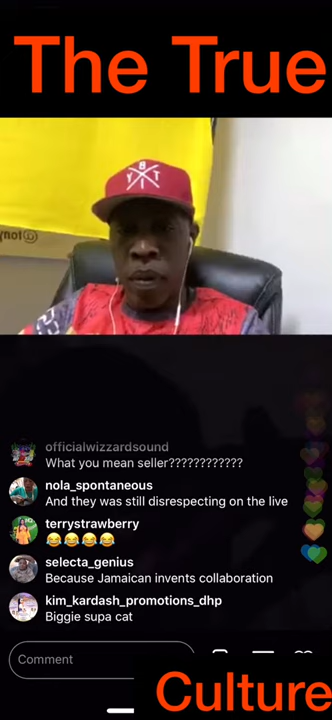 The True
B
Y T
I
officialwizzardsound
What you mean seller????????????
nola_spontaneous
And they was still disrespecting on the live
terrystrawberry
😂😂😂😂
selecta_genius
Because Jamaican invents collaboration
kim_kardash_promotions_dhp
Biggie supa cat
Comment
Culture